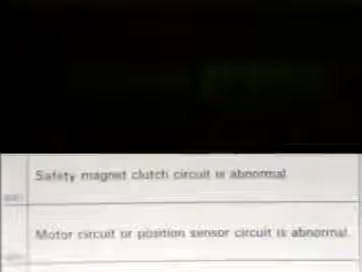 Safety magnet clutch circuit is abnormal
Motor circuit or position sensor circuit is abnormal.